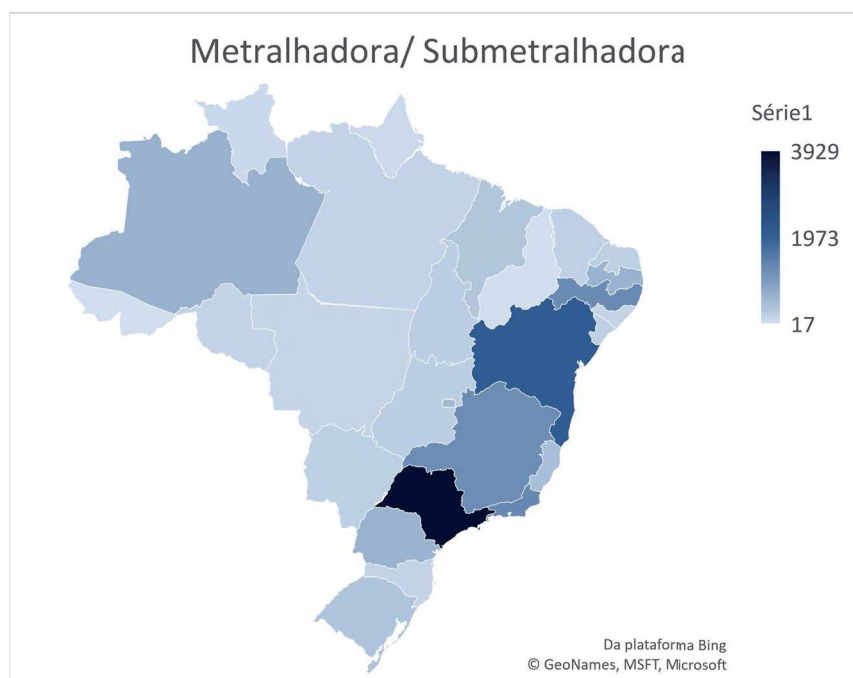 Metralhadora/ Submetralhadora
Série1
3929
1973
17
Da plataforma Bing
© GeoNames, MSFT, Microsoft